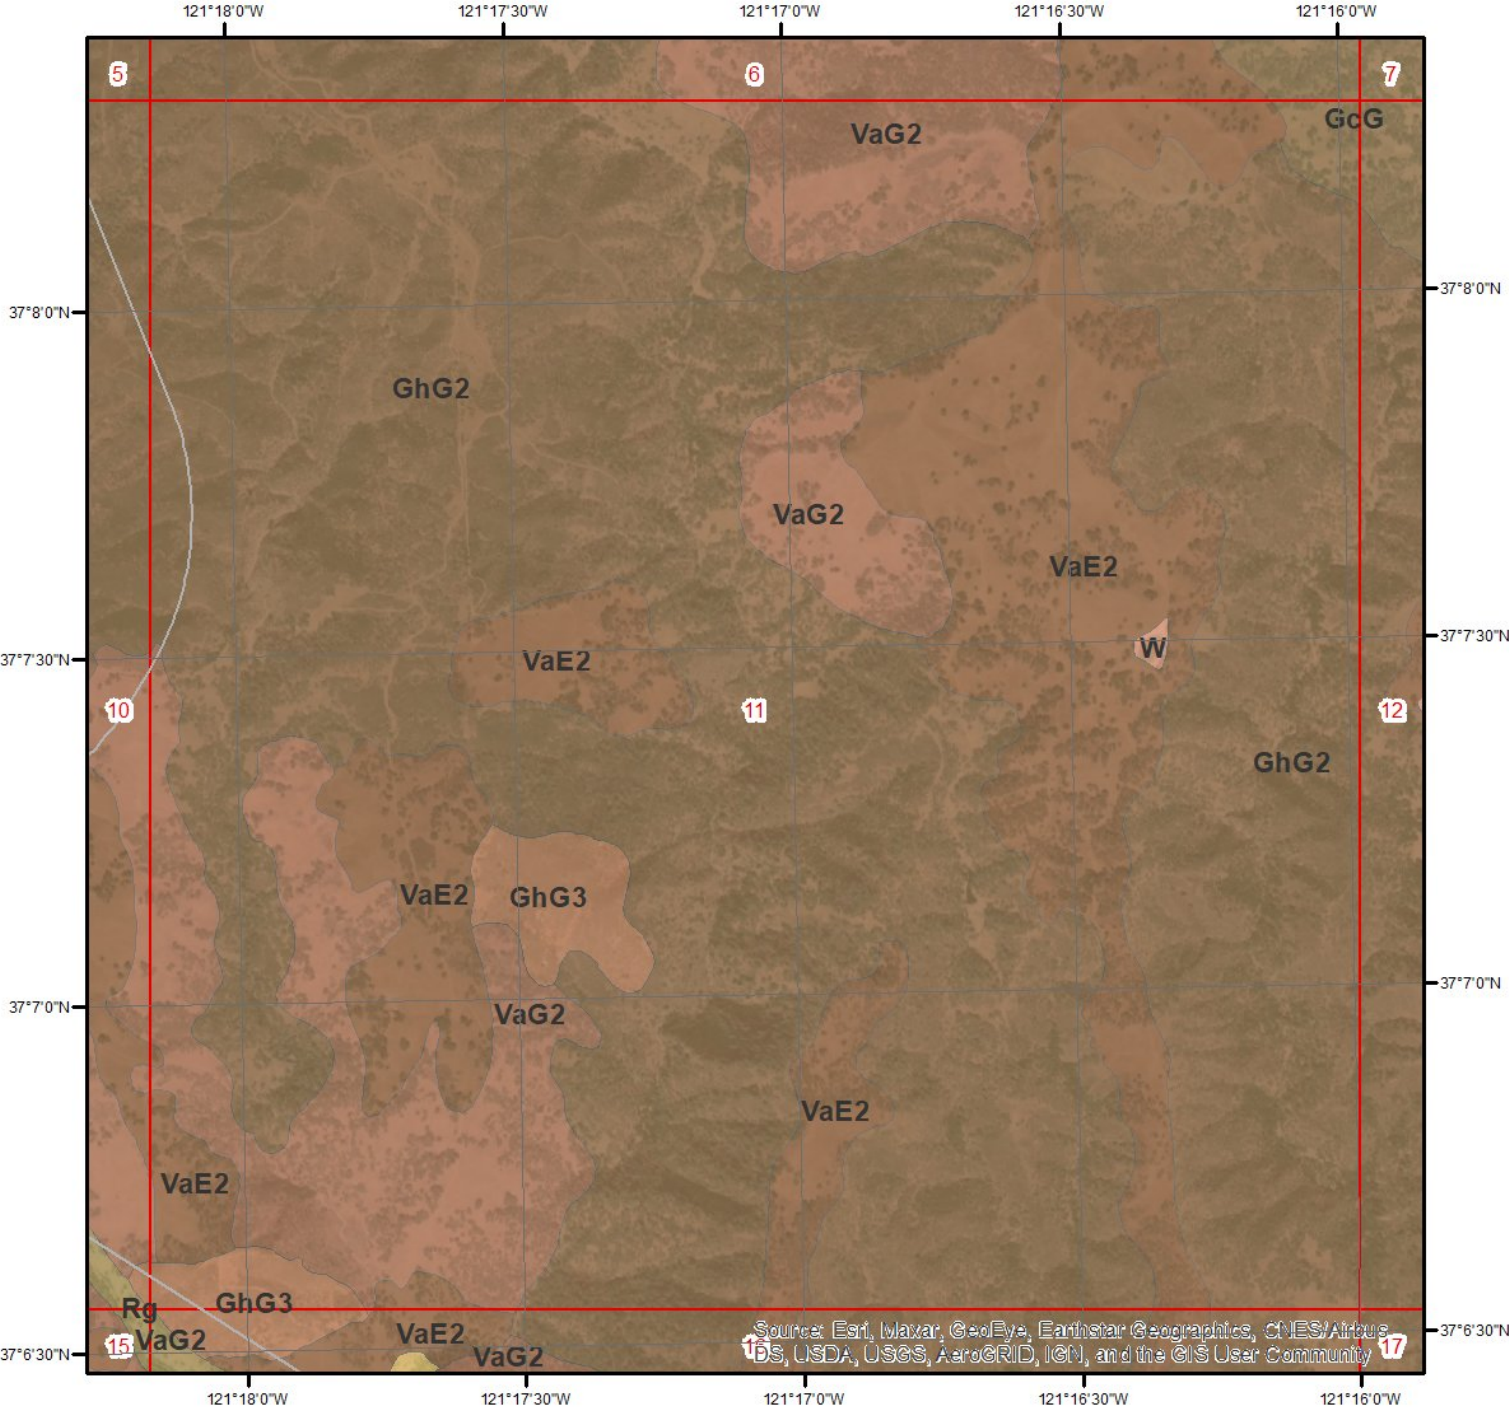 121°18'0"W 121°17'30"W 121°17'0"W 121°16'30"W 121°16'0"W
5 6 7
GcG
VaG2
37°8'0"N 37°8'0"N
GhG2
VaG2
VaE2
37°7'30"N 37°7'30"N
VaE2 W
10 11 12
GhG2
VaE2 GhG3
37°7'0"N 37°7'0"N
VaG2
VaE2
VaE2
Rg GhG3
VaG2 VaE2
15 17
VaG2
Source: Esri, Maxar, GeoEye, Earthstar Geographics, CNES/Airbus
DS, USDA, USGS, AeroGRID, IGN, and the GIS User Community
37°6'30"N 37°6'30"N
121°18'0"W 121°17'30"W 121°17'0"W 121°16'30"W 121°16'0"W